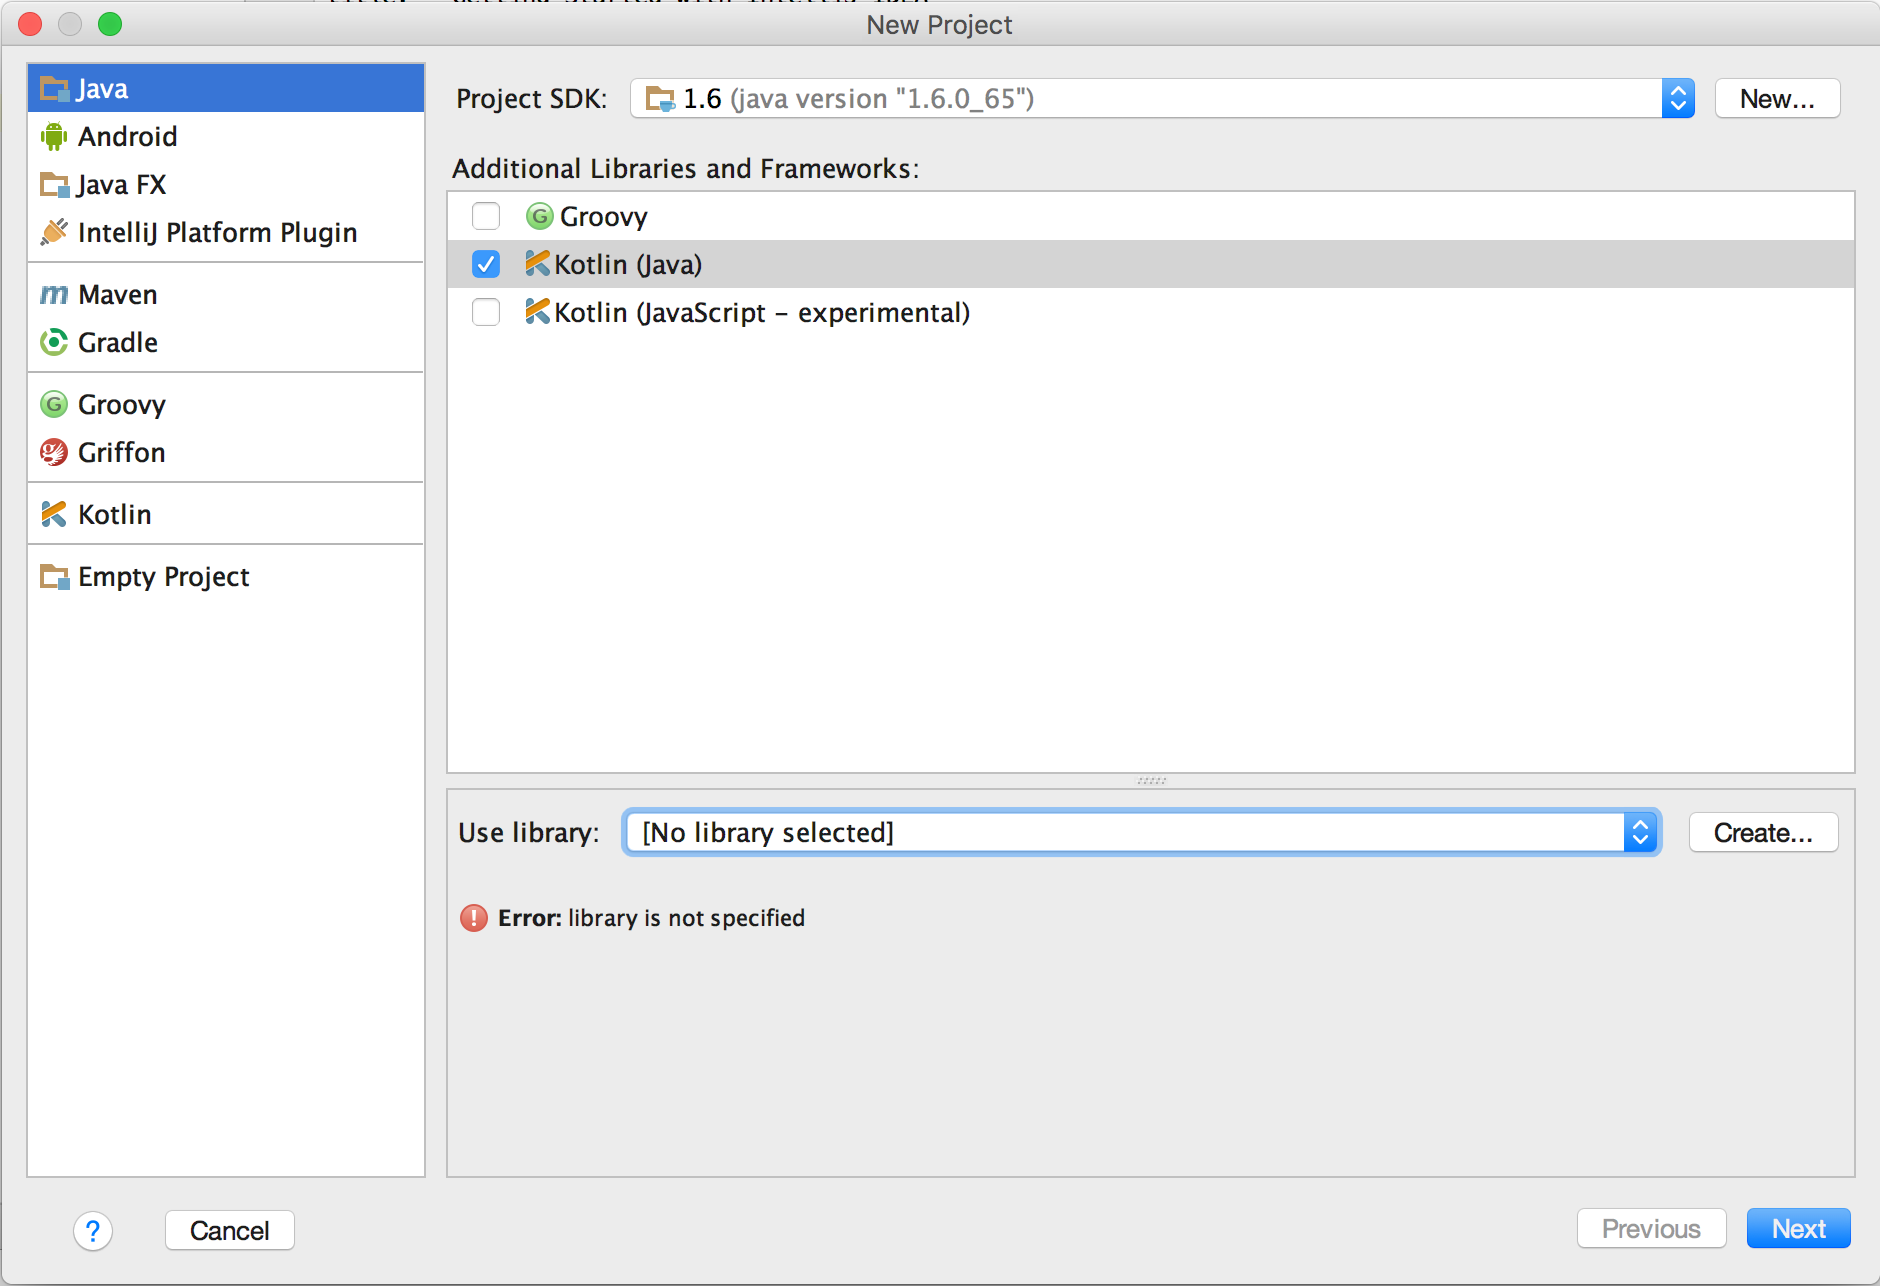 New Project
Java
Android
Java FX
IntelliJ Platform Plugin
Maven
Gradle
Groovy
Griffon
Kotlin
Empty Project
Project SDK: 1.6 (java version "1.6.0_65") New...
Additional Libraries and Frameworks:
Groovy
Kotlin (Java)
Kotlin (JavaScript – experimental)
Use library: [No library selected] Create...
Error: library is not specified
? Cancel Previous Next